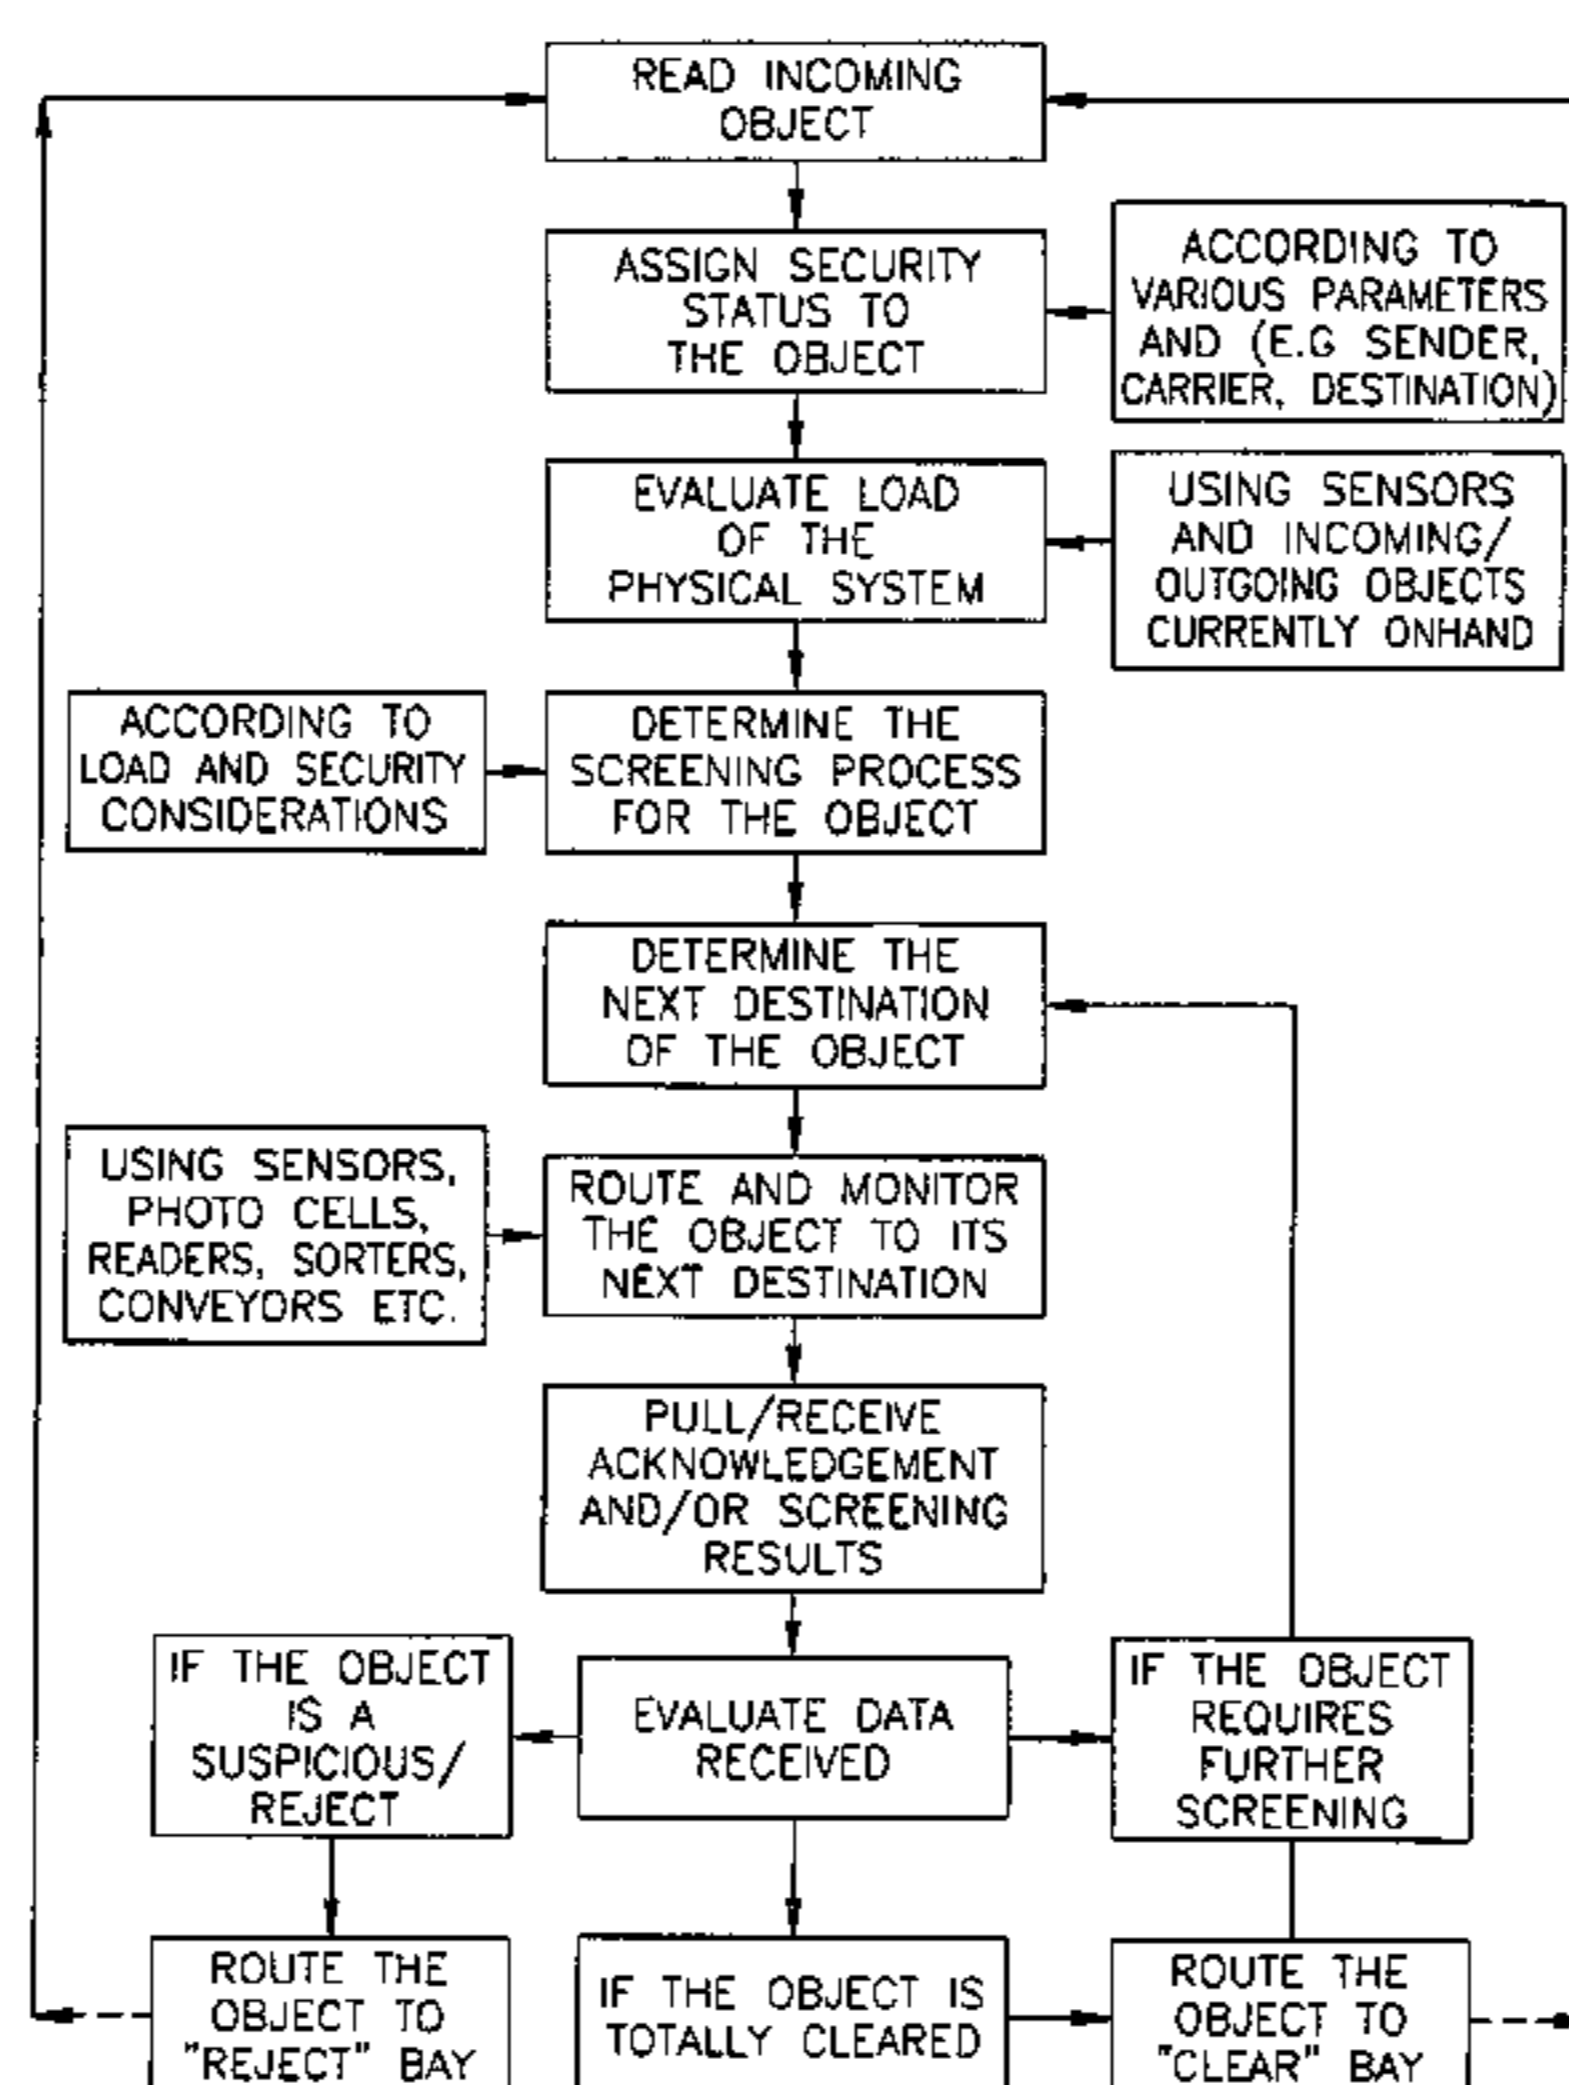 READ INCOMING
OBJECT
ASSIGN SECURITY
STATUS TO
THE OBJECT
ACCORDING TO
VARIOUS PARAMETERS
AND (E.G SENDER,
CARRIER, DESTINATION)
EVALUATE LOAD
OF THE
PHYSICAL SYSTEM
USING SENSORS
AND INCOMING/
OUTGOING OBJECTS
CURRENTLY ONHAND
ACCORDING TO
LOAD AND SECURITY
CONSIDERATIONS
DETERMINE THE
SCREENING PROCESS
FOR THE OBJECT
DETERMINE THE
NEXT DESTINATION
OF THE OBJECT
USING SENSORS,
PHOTO CELLS,
READERS, SORTERS,
CONVEYORS ETC.
ROUTE AND MONITOR
THE OBJECT TO ITS
NEXT DESTINATION
PULL/RECEIVE
ACKNOWLEDGEMENT
AND/OR SCREENING
RESULTS
IF THE OBJECT
IS A
SUSPICIOUS/
REJECT
EVALUATE DATA
RECEIVED
IF THE OBJECT
REQUIRES
FURTHER
SCREENING
ROUTE THE
OBJECT TO
"REJECT" BAY
IF THE OBJECT IS
TOTALLY CLEARED
ROUTE THE
OBJECT TO
"CLEAR" BAY